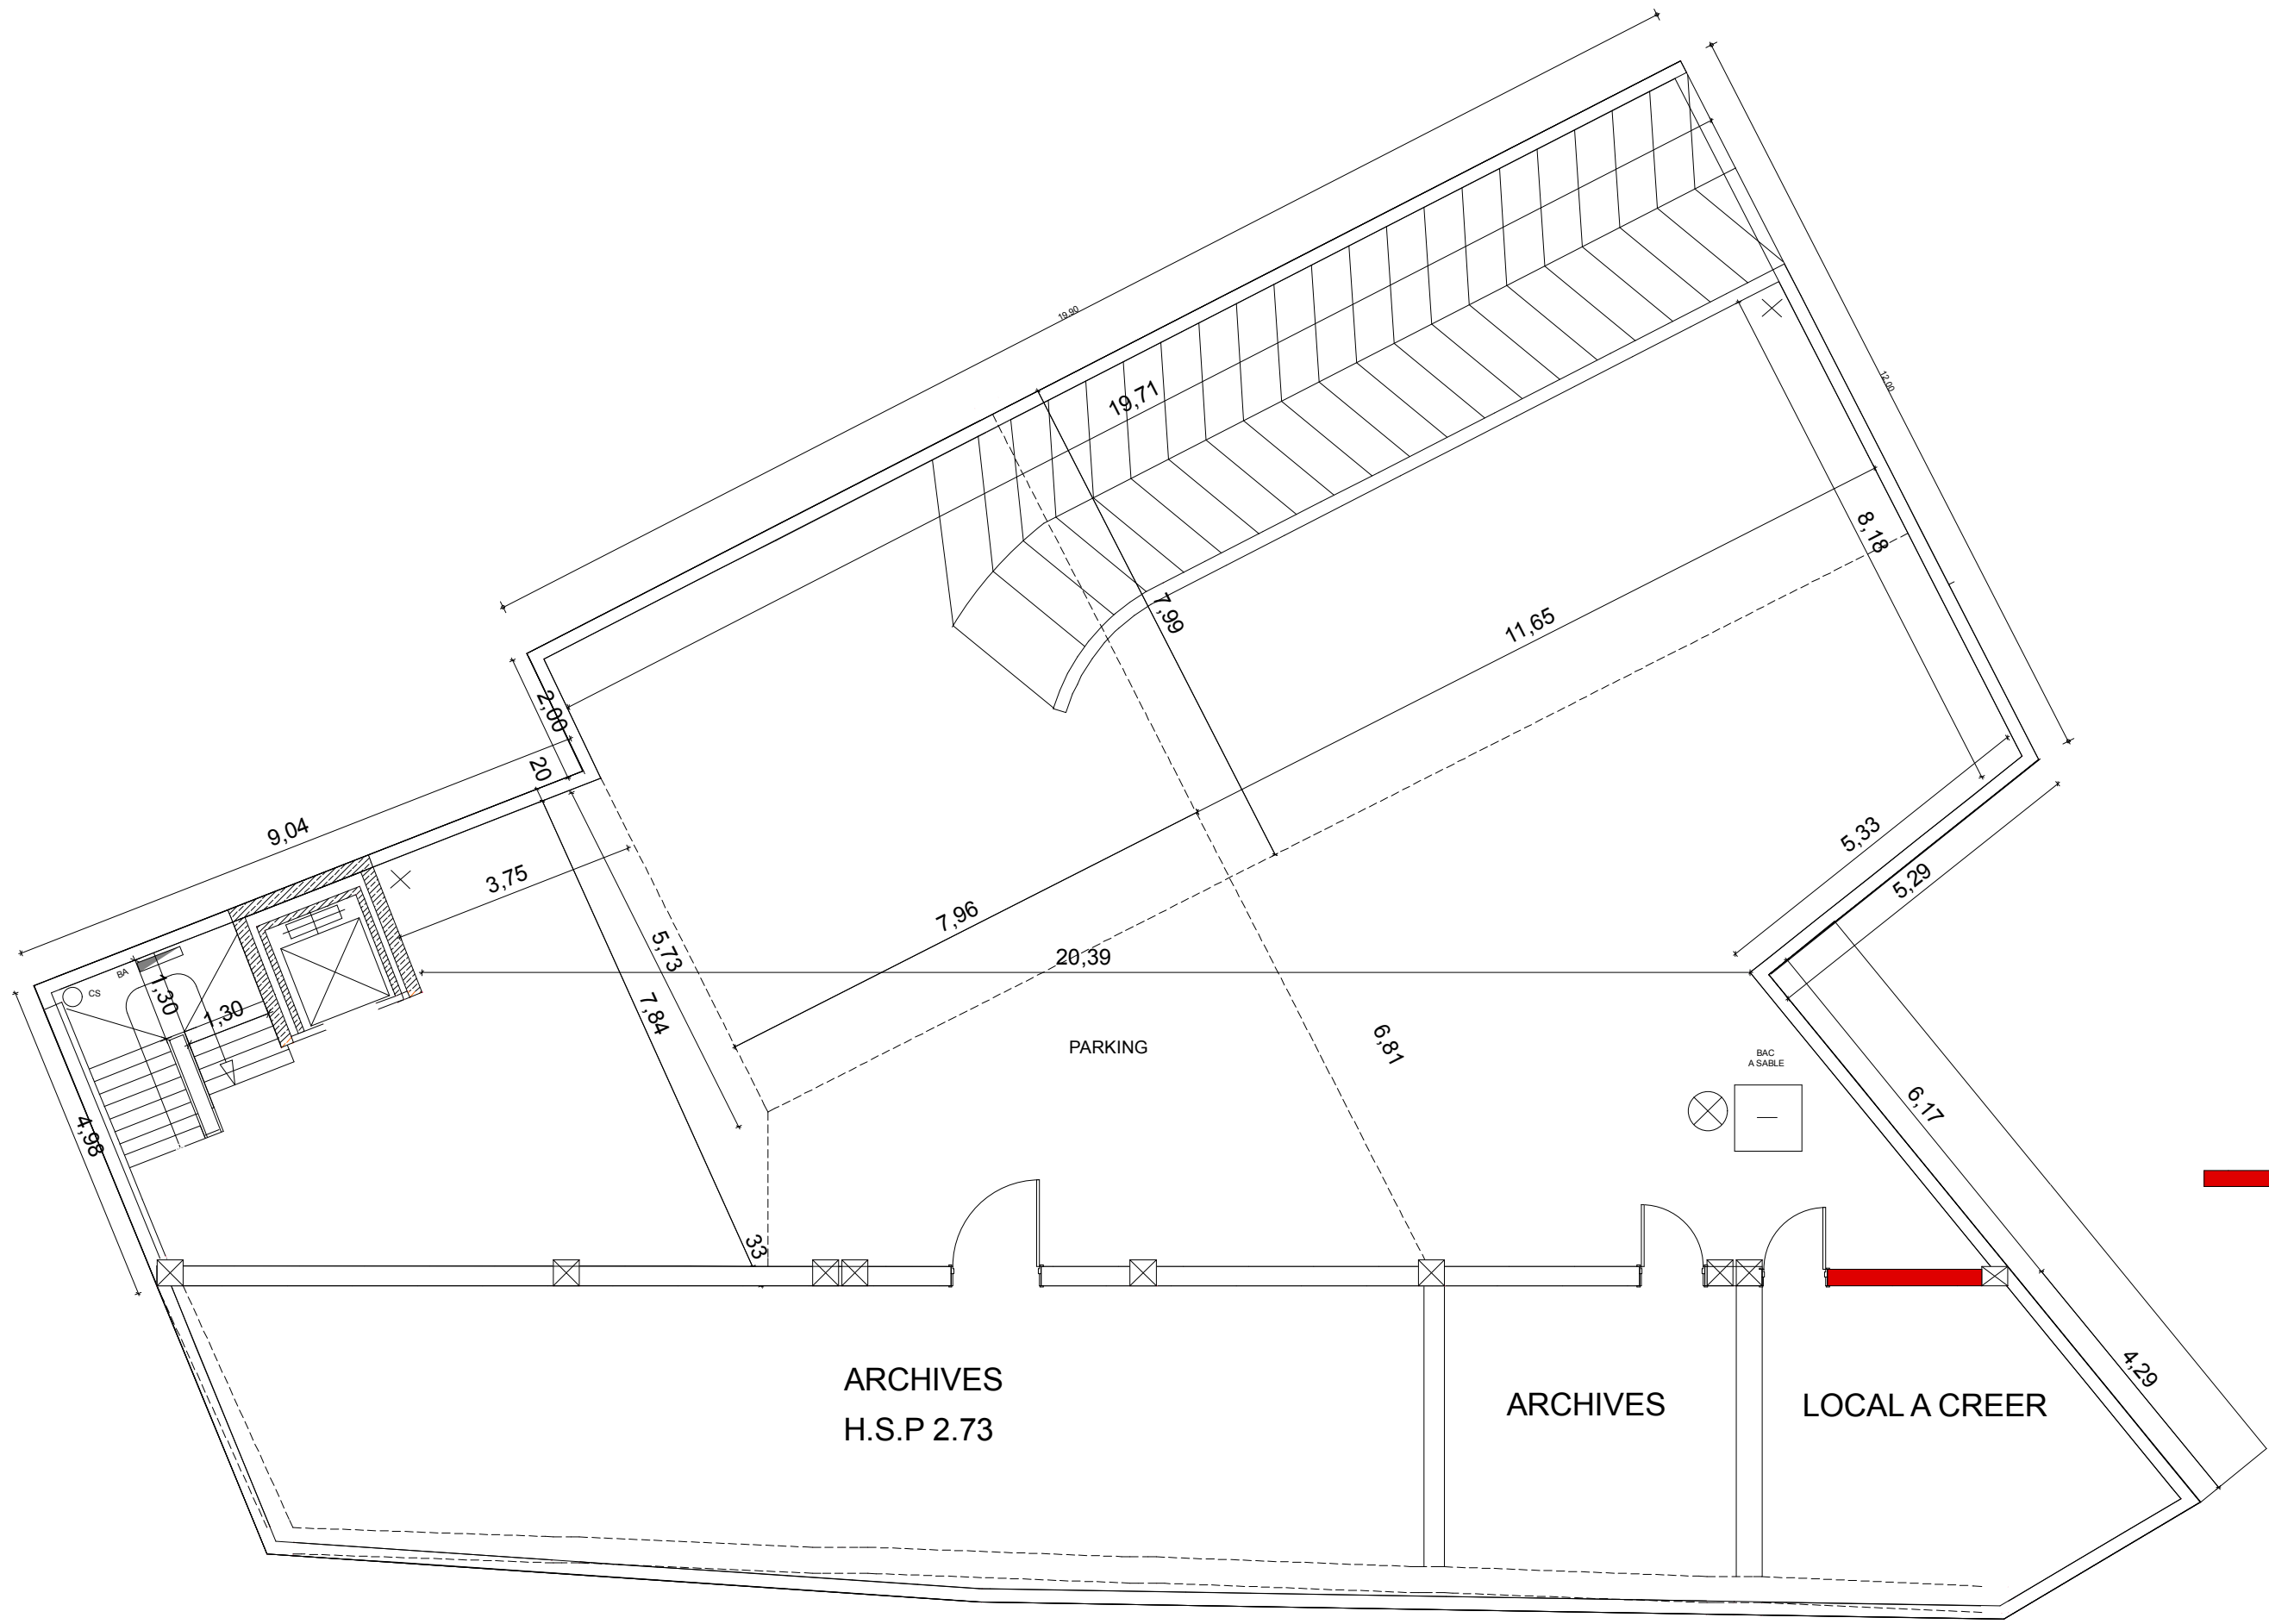 19.90
12.00
19,71
8,18
7,99
11,65
2,00
20
9,04
3,75
5,33
5,29
7,96
5,73
20,39
BA
CS
1,30
1,30
7,84
6,81
PARKING
BAC
A SABLE
6,17
4,98
33
ARCHIVES
H.S.P 2.73
ARCHIVES
LOCAL A CREER
4,29